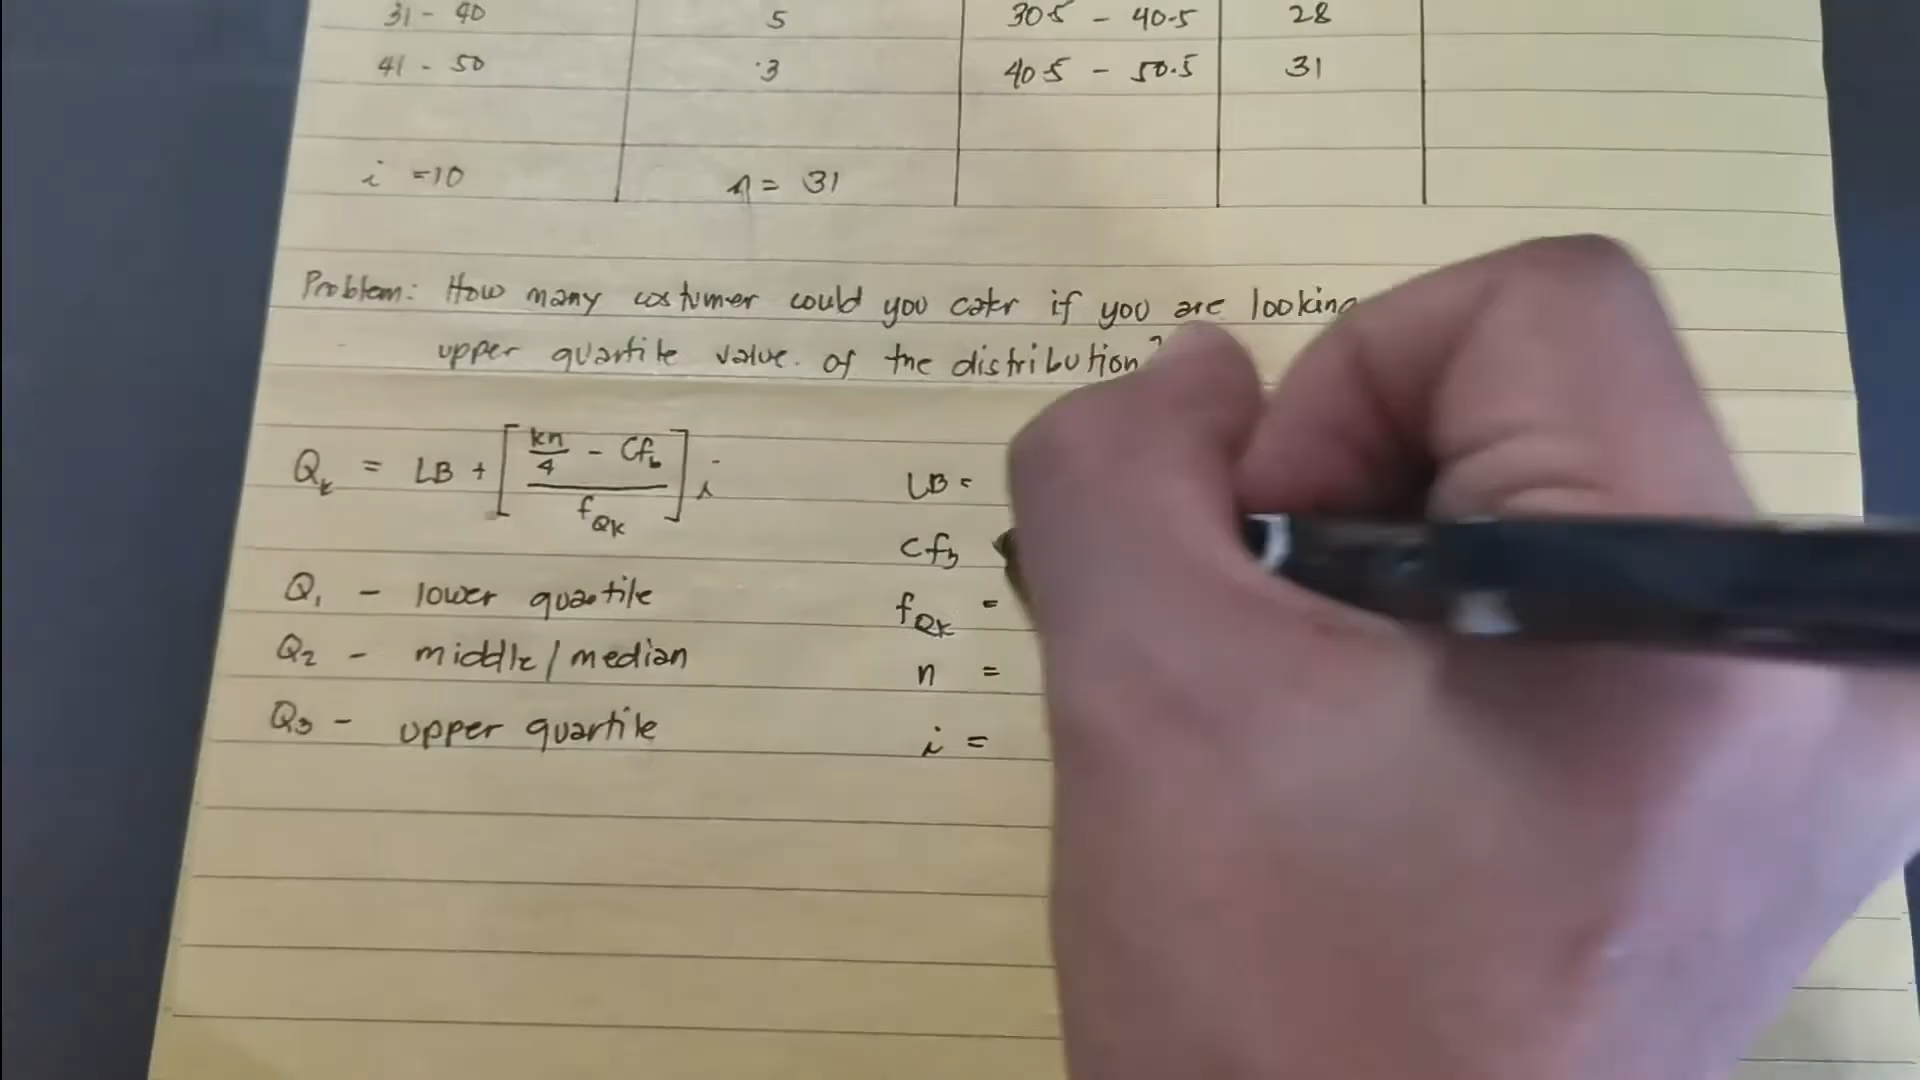 31 - 40 5 30.5 - 40.5 28
41 - 50 3 40.5 - 50.5 31
i = 10 n = 31
Problem: How many costumer could you catr if you are looking
upper quartile value. of the distribution?
Qk = LB + [kn/4 - Cfb / fQk] i
LB =
Cfb
Q1 - lower quartile
fQk =
Q2 - middle/median
n =
Q3 - upper quartile
i =